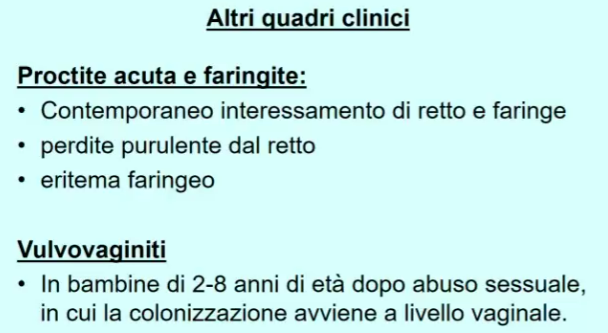 Altri quadri clinici
Proctite acuta e faringite:
• Contemporaneo interessamento di retto e faringe
• perdite purulente dal retto
• eritema faringeo
Vulvovaginiti
• In bambine di 2-8 anni di età dopo abuso sessuale,
in cui la colonizzazione avviene a livello vaginale.